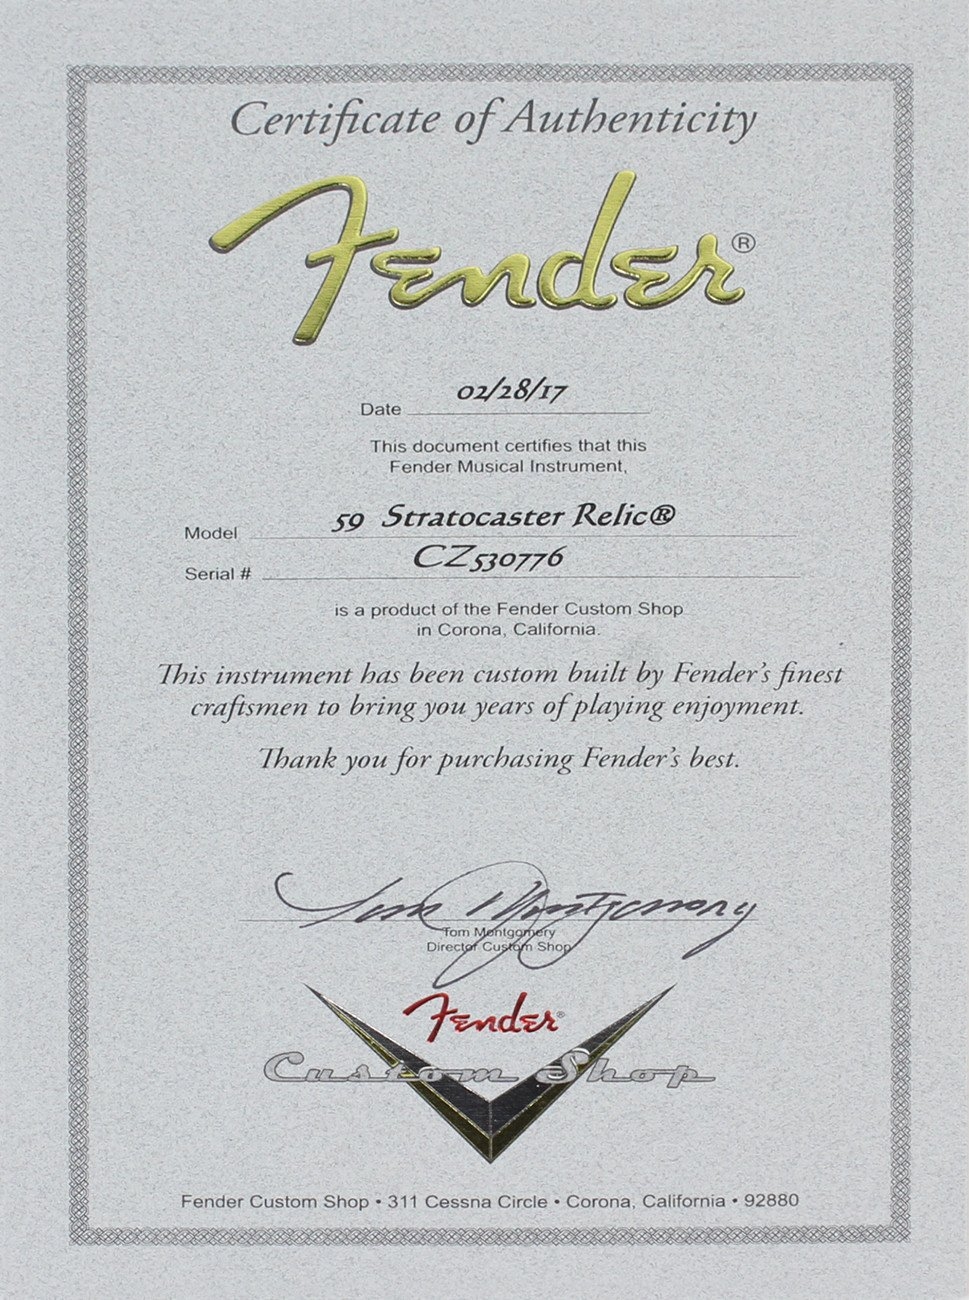 Certificate of Authenticity
Fender®
Date 02/28/17
This document certifies that this
Fender Musical Instrument,
Model 59 Stratocaster Relic®
Serial # CZ530776
is a product of the Fender Custom Shop
in Corona, California.
This instrument has been custom built by Fender's finest
craftsmen to bring you years of playing enjoyment.
Thank you for purchasing Fender's best.
Tom Montgomery
Tom Montgomery
Director Custom Shop
Fender®
Custom Shop
Fender Custom Shop • 311 Cessna Circle • Corona, California • 92880